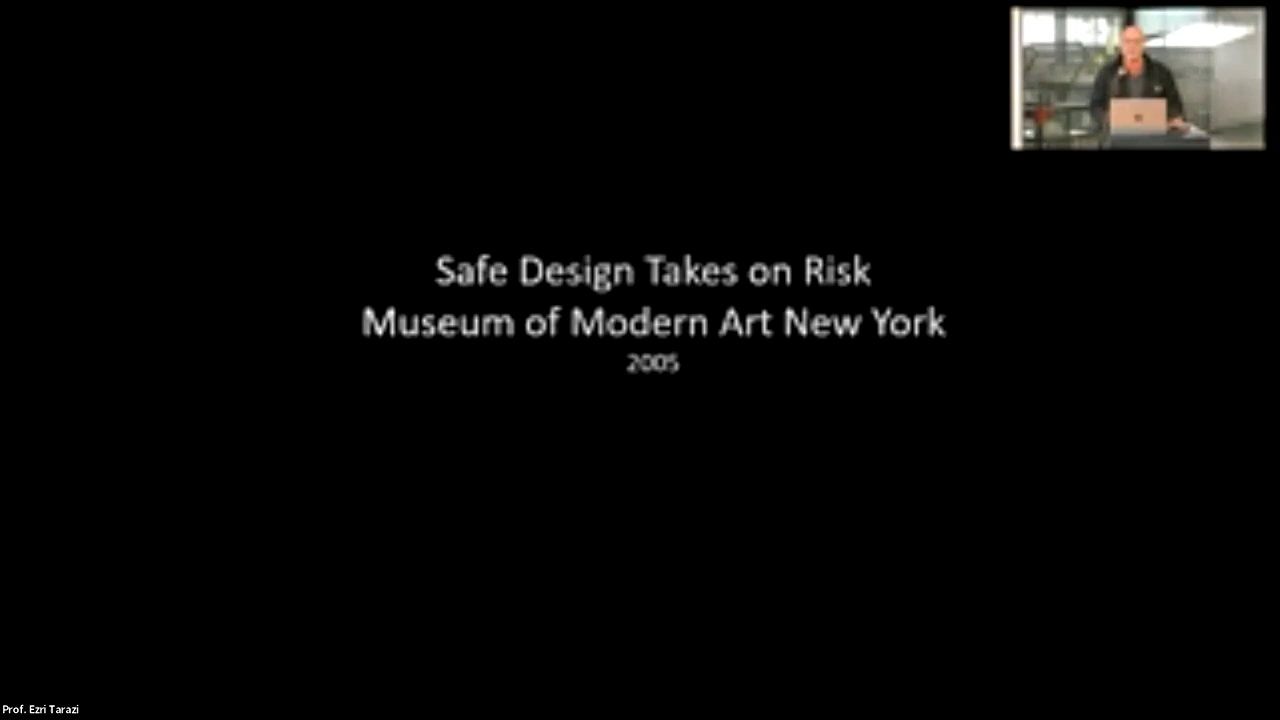 Safe Design Takes on Risk
Museum of Modern Art New York
2005
Prof. Ezri Tarazi